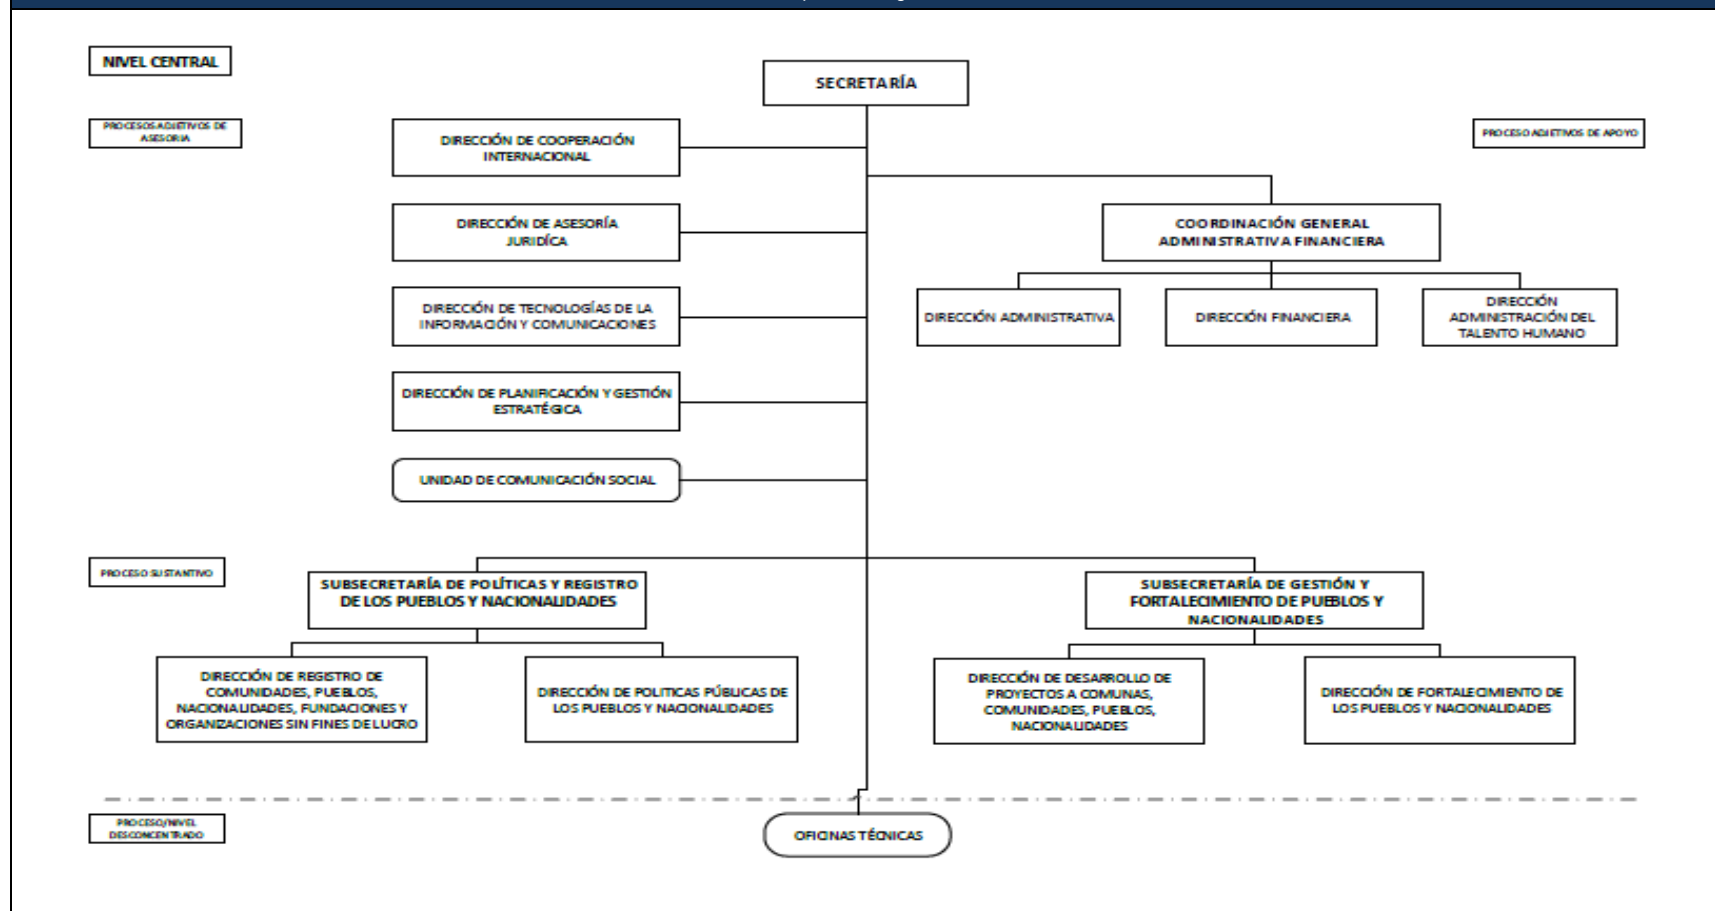 NIVEL CENTRAL
SECRETARÍA
PROCESOS ADJETIVOS DE
ASESORIA
PROCESO ADJETIVOS DE APOYO
DIRECCIÓN DE COOPERACIÓN
INTERNACIONAL
DIRECCIÓN DE ASESORÍA
JURIDÍCA
COORDINACIÓN GENERAL
ADMINISTRATIVA FINANCIERA
DIRECCIÓN DE TECNOLOGÍAS DE LA
INFORMACIÓN Y COMUNICACIONES
DIRECCIÓN ADMINISTRATIVA
DIRECCIÓN FINANCIERA
DIRECCIÓN
ADMINISTRACIÓN DEL
TALENTO HUMANO
DIRECCIÓN DE PLANIFICACIÓN Y GESTIÓN
ESTRATÉGICA
UNIDAD DE COMUNICACIÓN SOCIAL
PROCESO SUSTANTIVO
SUBSECRETARÍA DE POLÍTICAS Y REGISTRO
DE LOS PUEBLOS Y NACIONALIDADES
SUBSECRETARÍA DE GESTIÓN Y
FORTALECIMIENTO DE PUEBLOS Y
NACIONALIDADES
DIRECCIÓN DE REGISTRO DE
COMUNIDADES, PUEBLOS,
NACIONALIDADES, FUNDACIONES Y
ORGANIZACIONES SIN FINES DE LUCRO
DIRECCIÓN DE POLITICAS PÚBLICAS DE
LOS PUEBLOS Y NACIONALIDADES
DIRECCIÓN DE DESARROLLO DE
PROYECTOS A COMUNAS,
COMUNIDADES, PUEBLOS,
NACIONALIDADES
DIRECCIÓN DE FORTALECIMIENTO DE
LOS PUEBLOS Y NACIONALIDADES
PROCESO/NIVEL
DESCONCENTRADO
OFICINAS TÉCNICAS